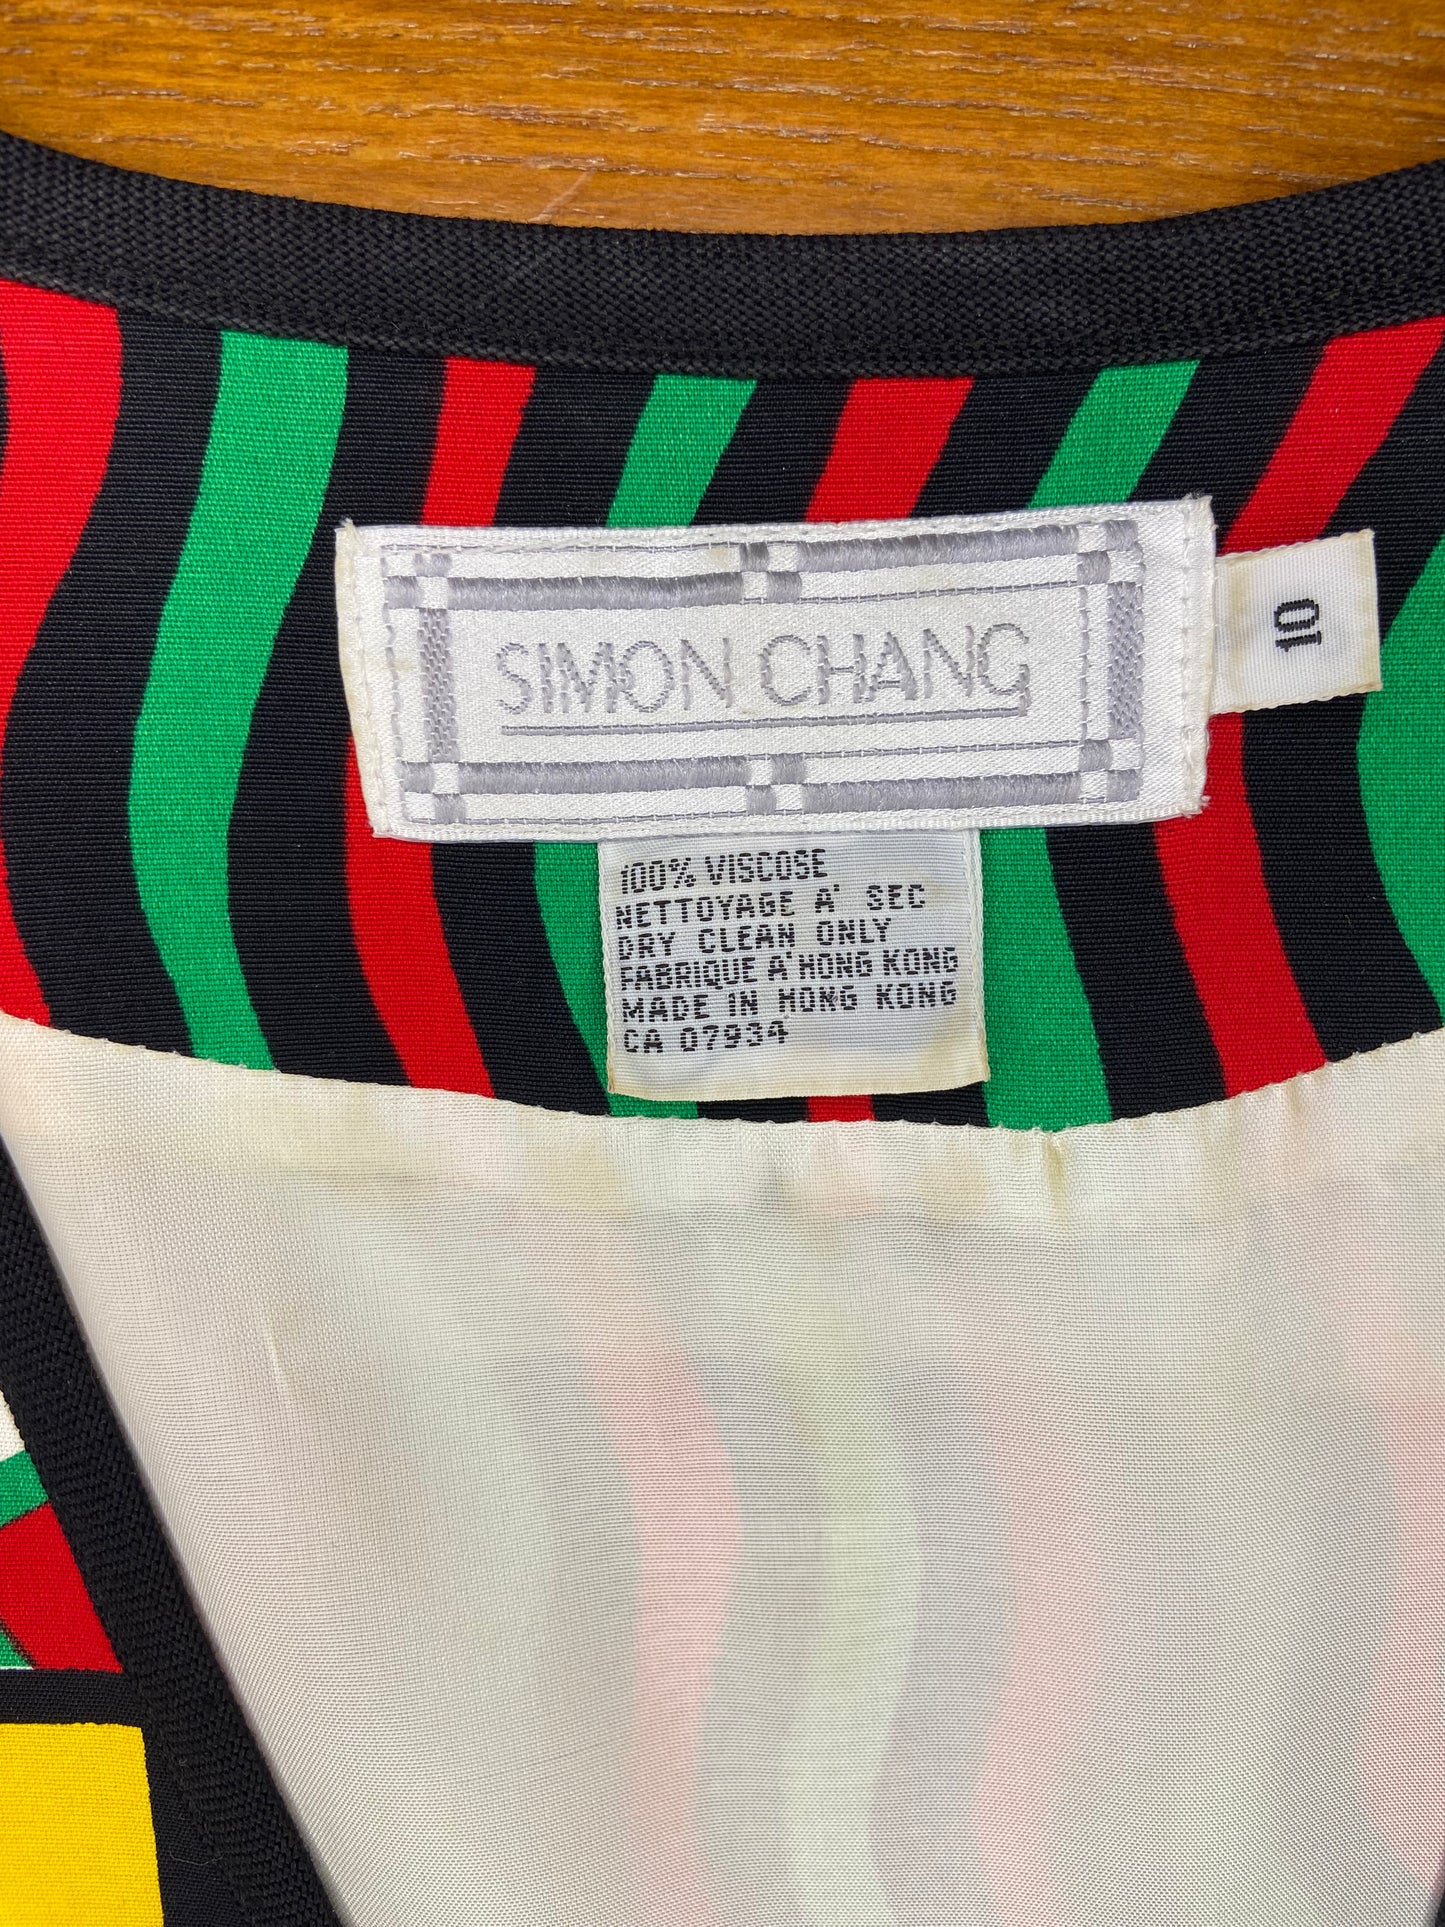 SIMON CHANG
10
100% VISCOSE
NETTOYAGE A' SEC
DRY CLEAN ONLY
FABRIQUE A' HONG KONG
MADE IN HONG KONG
CA 07934